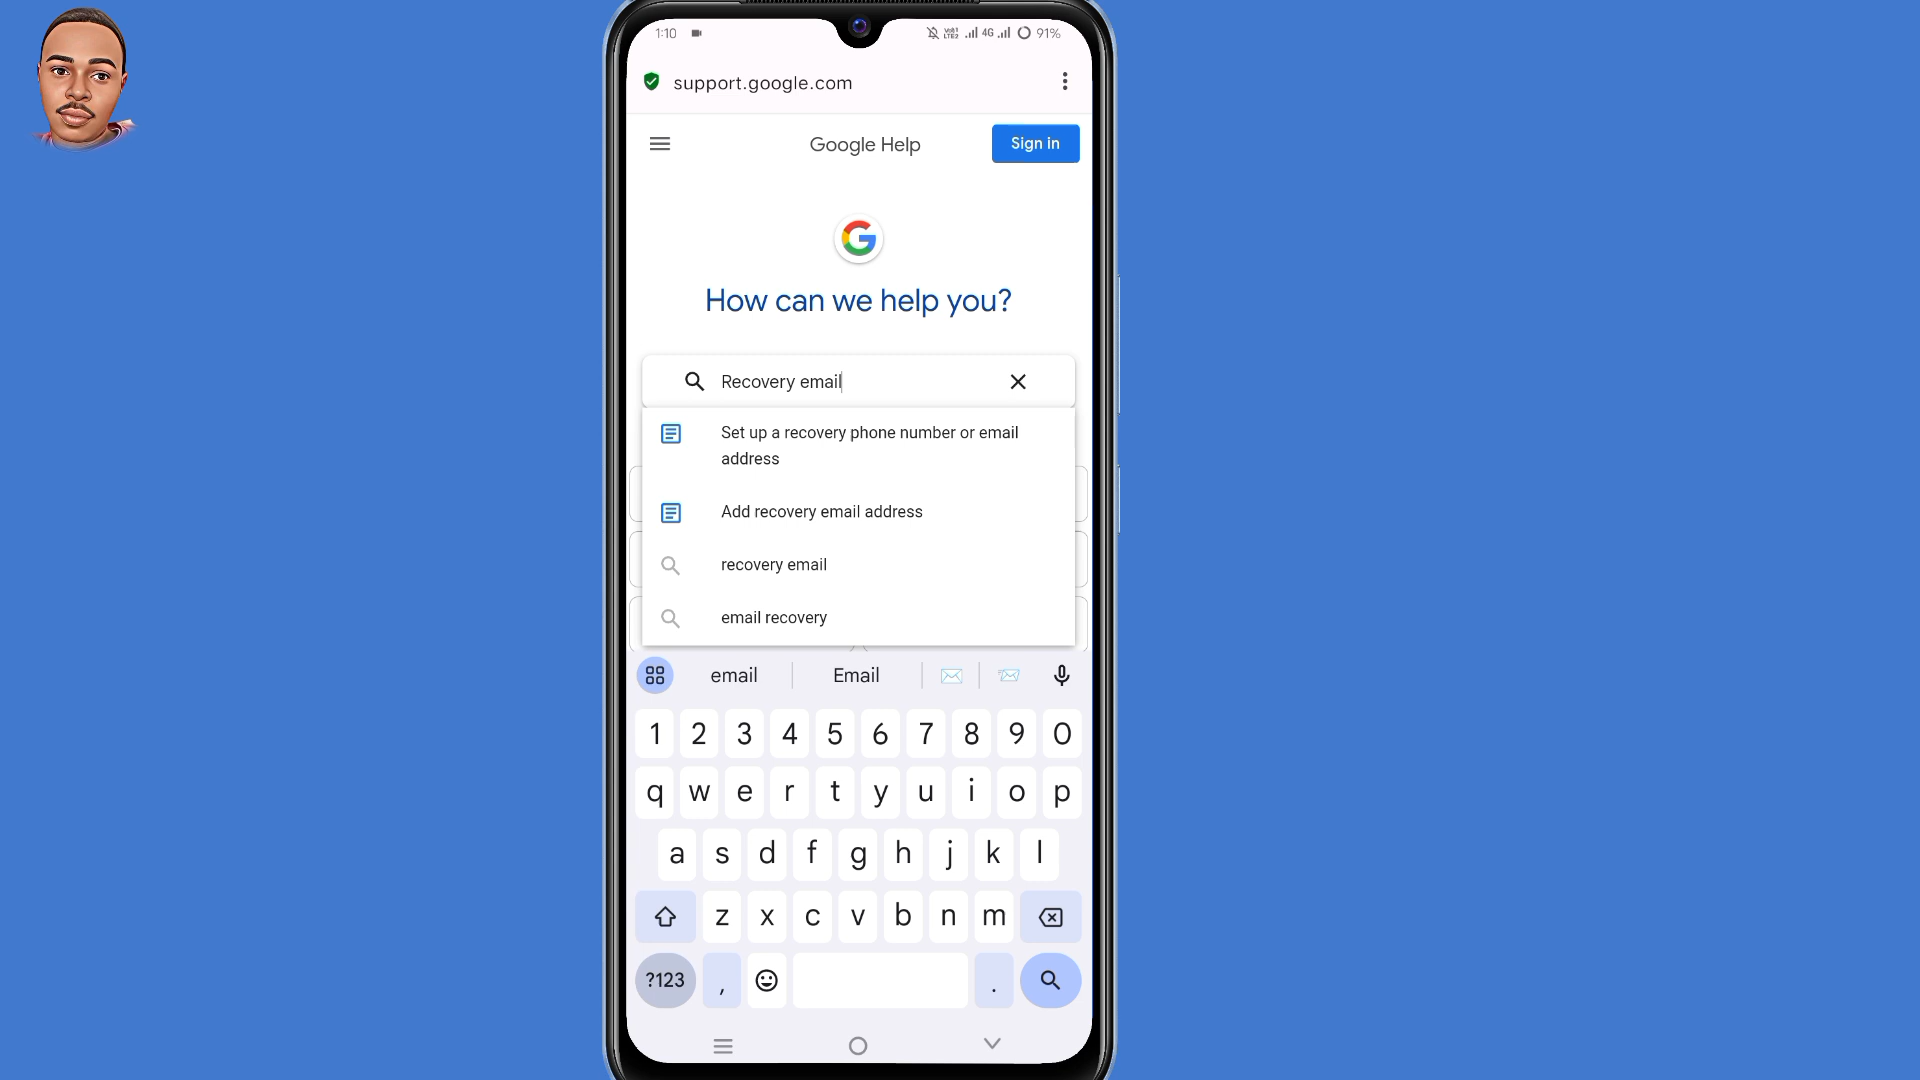 1:10
4G
91%
support.google.com
Google Help
Sign in
How can we help you?
Recovery email
Set up a recovery phone number or email
address
Add recovery email address
recovery email
email recovery
email
Email
1 2 3 4 5 6 7 8 9 0
q w e r t y u i o p
a s d f g h j k l
z x c v b n m
?123 , .